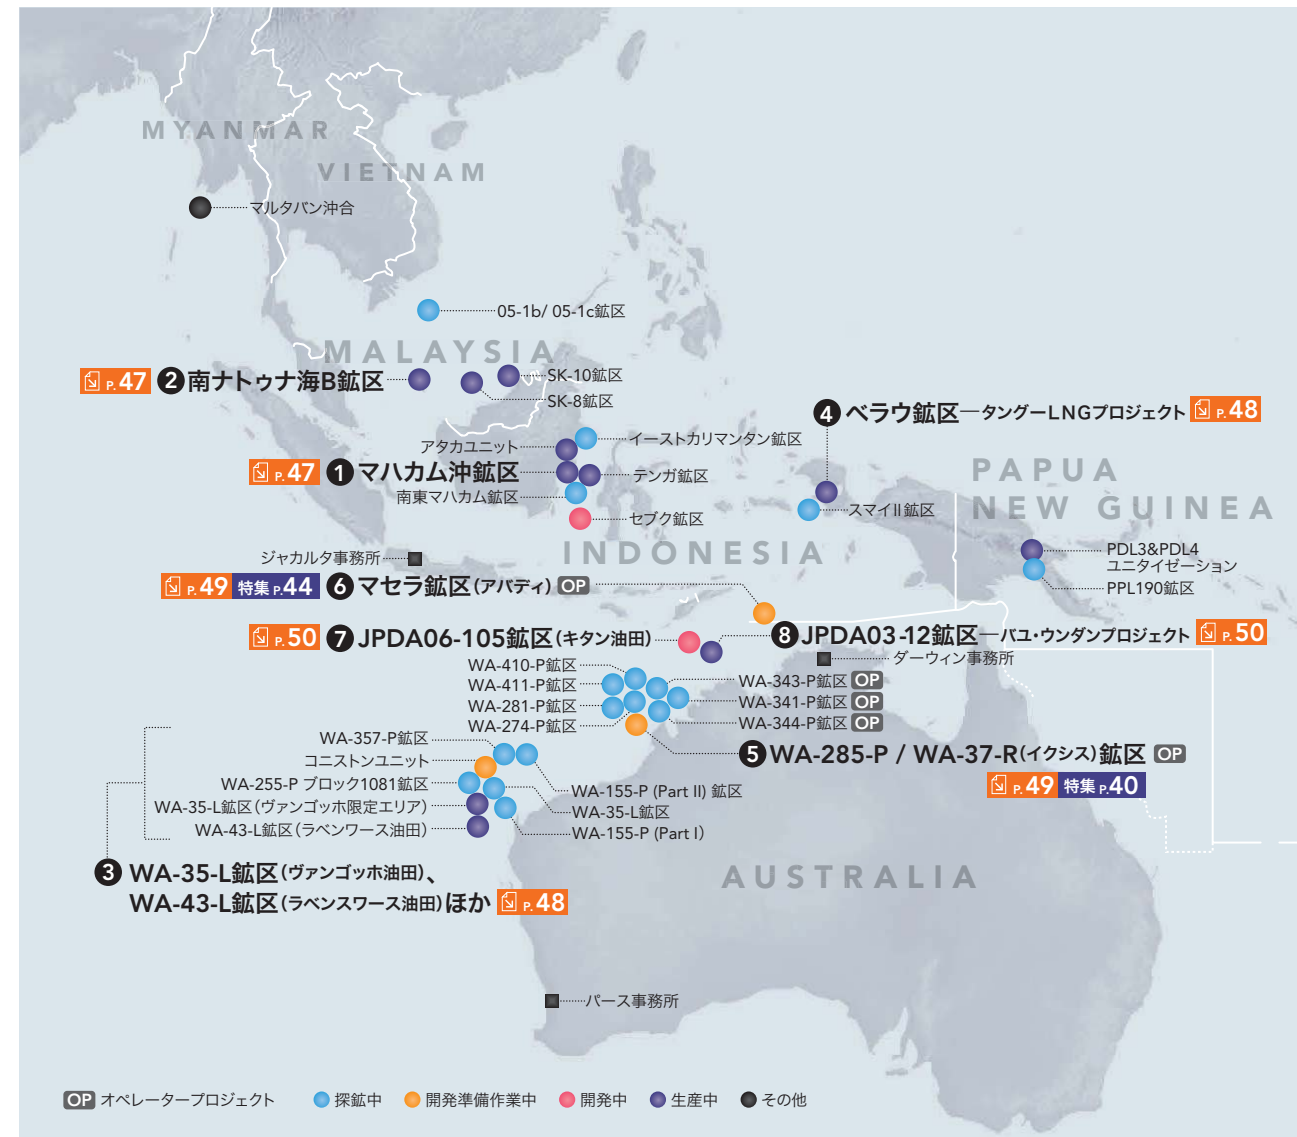 MYANMAR
VIETNAM
マルタバン沖合
05-1b/ 05-1c鉱区
MALAYSIA
P.47 2 南ナトゥナ海B鉱区
SK-10鉱区
SK-8鉱区
4 ベラウ鉱区―タングーLNGプロジェクト P.48
アタカユニット
イーストカリマンタン鉱区
P.47 1 マハカム沖鉱区
テンガ鉱区
南東マハカム鉱区
セブク鉱区
スマイII鉱区
PAPUA
NEW GUINEA
INDONESIA
PDL3&PDL4
ユニタイゼーション
PPL190鉱区
ジャカルタ事務所
P.49 特集 P.44 6 マセラ鉱区(アバディ) OP
P.50 7 JPDA06-105鉱区(キタン油田)
8 JPDA03-12鉱区―バユ・ウンダンプロジェクト P.50
ダーウィン事務所
WA-410-P鉱区
WA-411-P鉱区
WA-281-P鉱区
WA-274-P鉱区
WA-343-P鉱区 OP
WA-341-P鉱区 OP
WA-344-P鉱区 OP
5 WA-285-P / WA-37-R(イクシス)鉱区 OP
P.49 特集 P.40
WA-357-P鉱区
コニストンユニット
WA-255-P ブロック1081鉱区
WA-35-L鉱区(ヴァンゴッホ限定エリア)
WA-43-L鉱区(ラベンワース油田)
WA-155-P (Part II) 鉱区
WA-35-L鉱区
WA-155-P (Part I)
3 WA-35-L鉱区(ヴァンゴッホ油田)、
WA-43-L鉱区(ラベンスワース油田)ほか P.48
AUSTRALIA
パース事務所
OP オペレータープロジェクト 探鉱中 開発準備作業中 開発中 生産中 その他